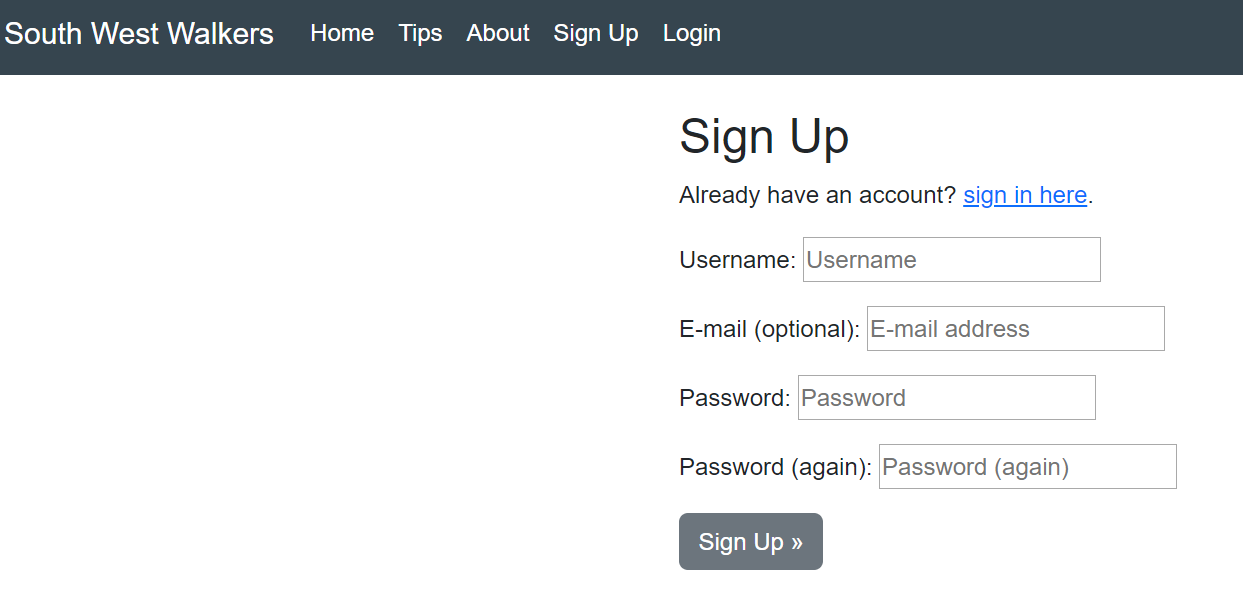 South West Walkers Home Tips About Sign Up Login
Sign Up
Already have an account? sign in here.
Username: Username
E-mail (optional): E-mail address
Password: Password
Password (again): Password (again)
Sign Up »